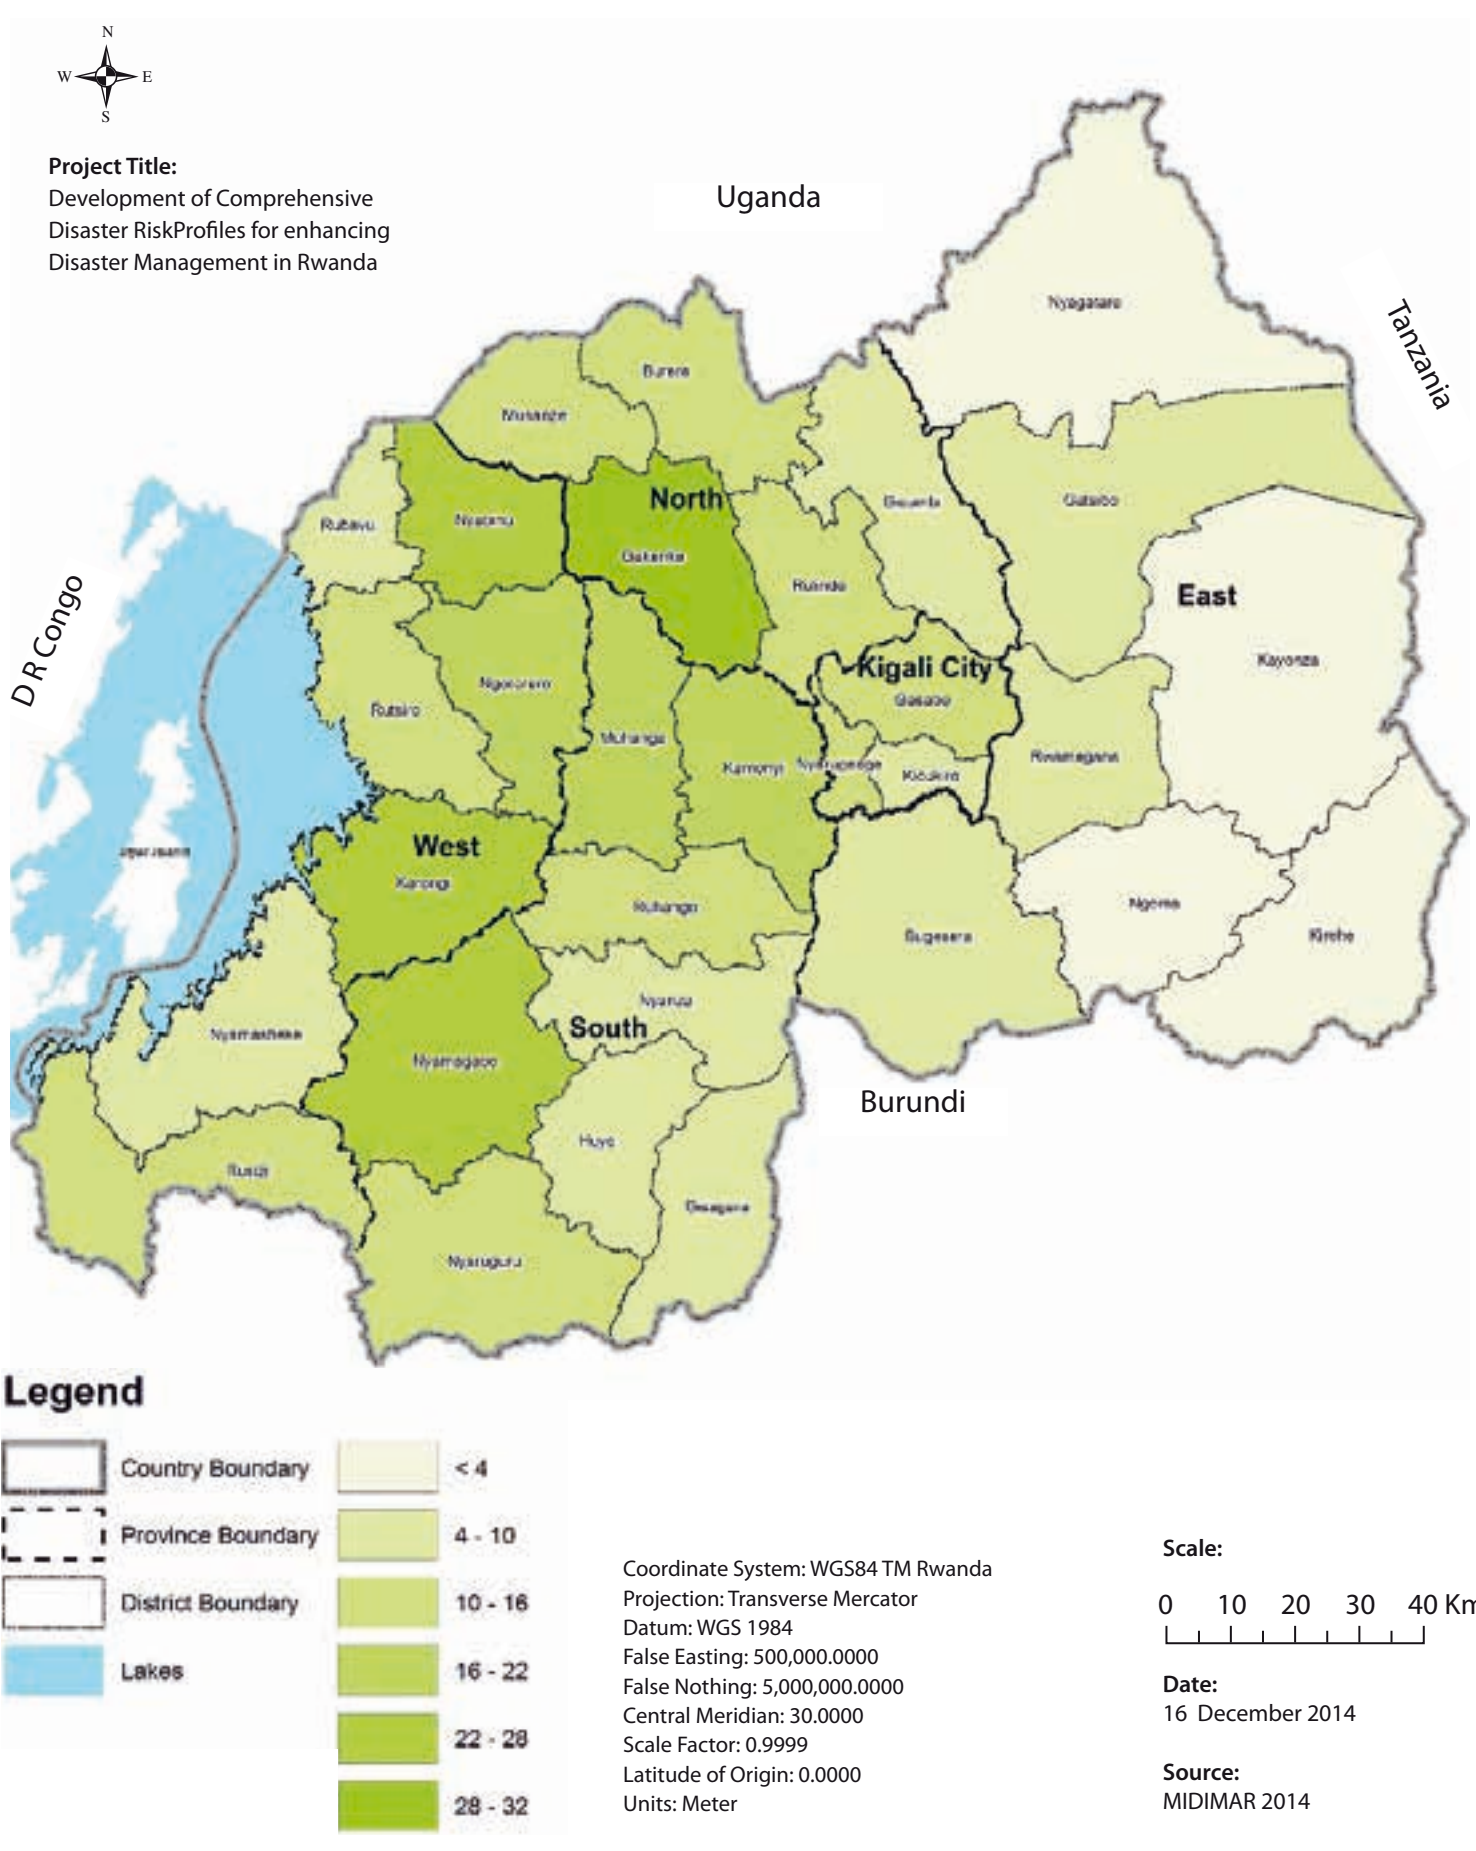 N
W
E
S
Project Title:
Development of Comprehensive
Disaster RiskProfiles for enhancing
Disaster Management in Rwanda
Uganda
Tanzania
Nyagatare
Burera
Musanze
North
Gatsibo
Gicumbi
Rubavu
Nyabihu
Gakenke
Rulindo
D R Congo
East
Kayonza
Kigali City
Gasabo
Ngororero
Rutsiro
Muhanga
Kamonyi
Nyarugenge
Kicukiro
Rwamagana
West
Karongi
Ruhango
Ngoma
Bugesera
Kirehe
Nyanza
South
Nyamasheke
Nyamagabe
Burundi
Huye
Rusizi
Gisagara
Nyaruguru
Legend
Country Boundary
Province Boundary
District Boundary
Lakes
< 4
4 - 10
10 - 16
16 - 22
22 - 28
28 - 32
Coordinate System: WGS84 TM Rwanda
Projection: Transverse Mercator
Datum: WGS 1984
False Easting: 500,000.0000
False Nothing: 5,000,000.0000
Central Meridian: 30.0000
Scale Factor: 0.9999
Latitude of Origin: 0.0000
Units: Meter
Scale:
0 10 20 30 40 Km
Date:
16 December 2014
Source:
MIDIMAR 2014